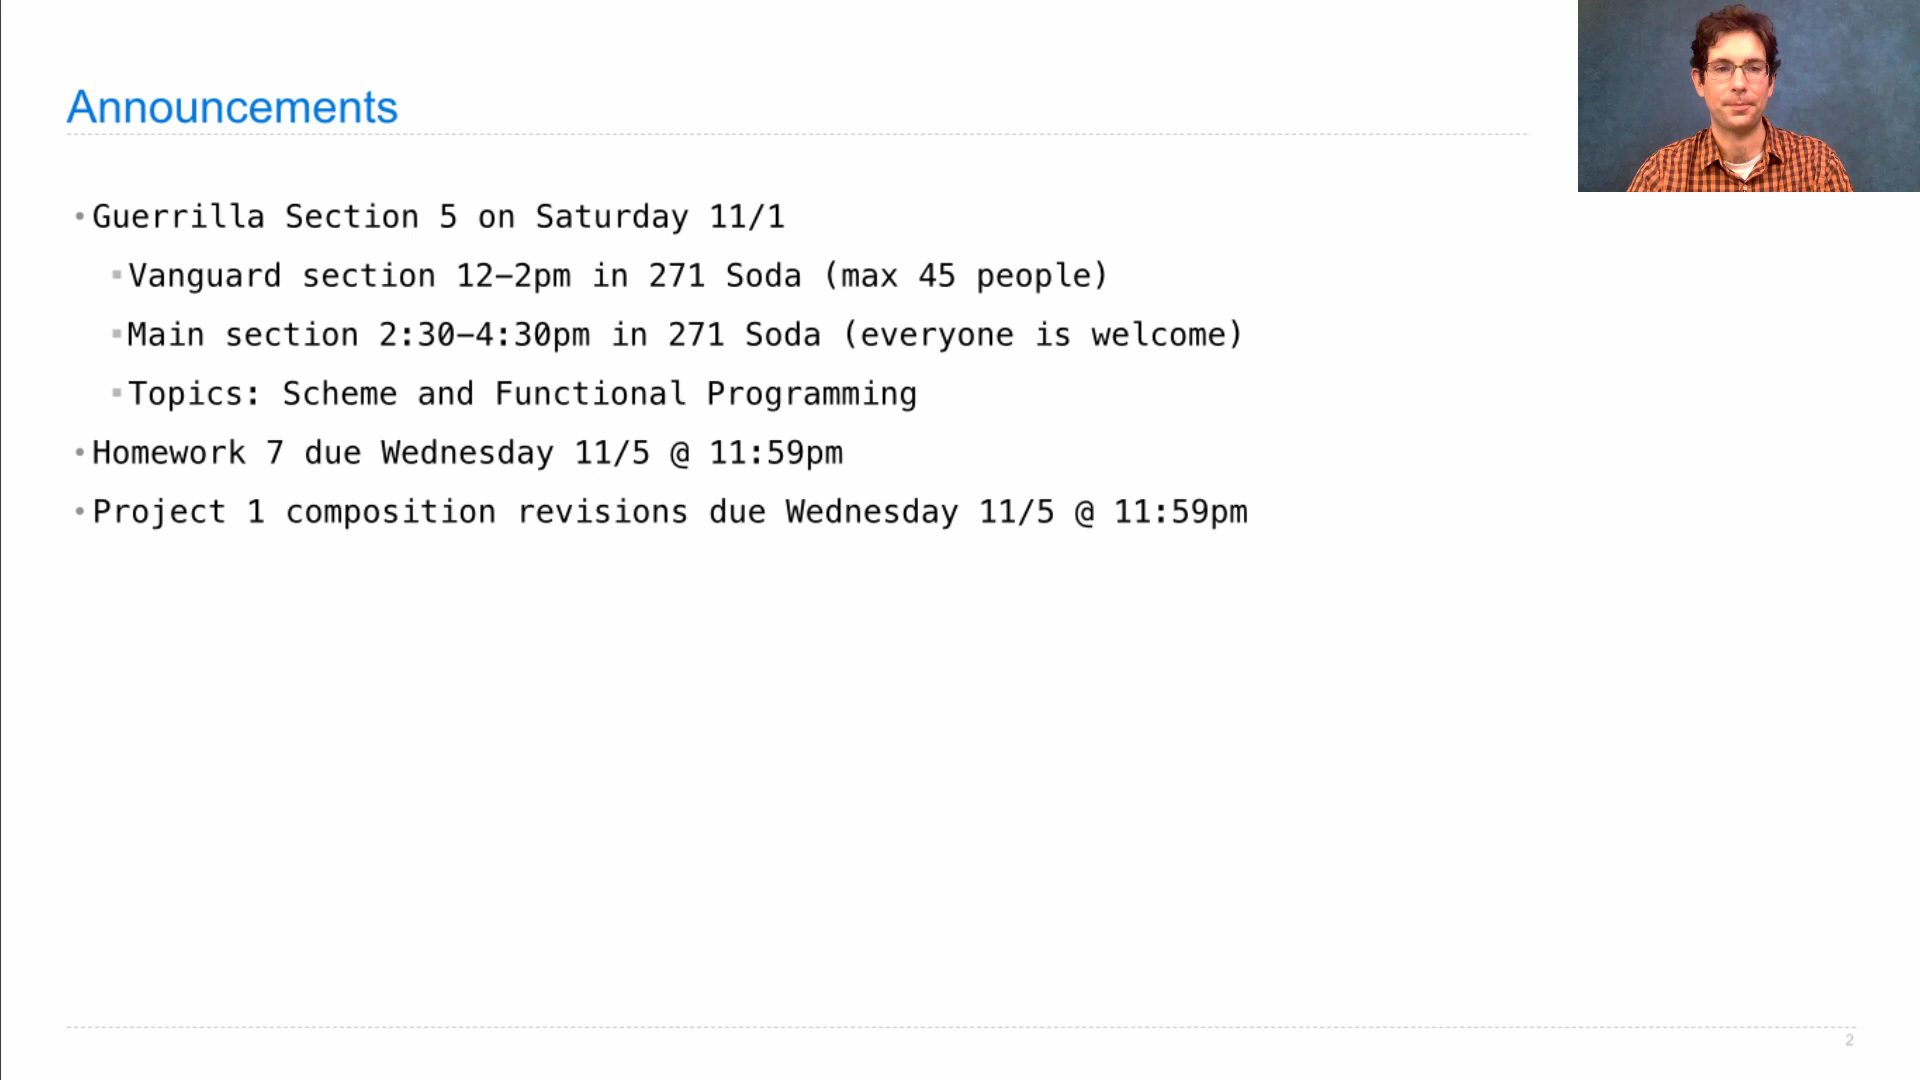 Announcements
•Guerrilla Section 5 on Saturday 11/1
▪Vanguard section 12–2pm in 271 Soda (max 45 people)
▪Main section 2:30–4:30pm in 271 Soda (everyone is welcome)
▪Topics: Scheme and Functional Programming
•Homework 7 due Wednesday 11/5 @ 11:59pm
•Project 1 composition revisions due Wednesday 11/5 @ 11:59pm
2